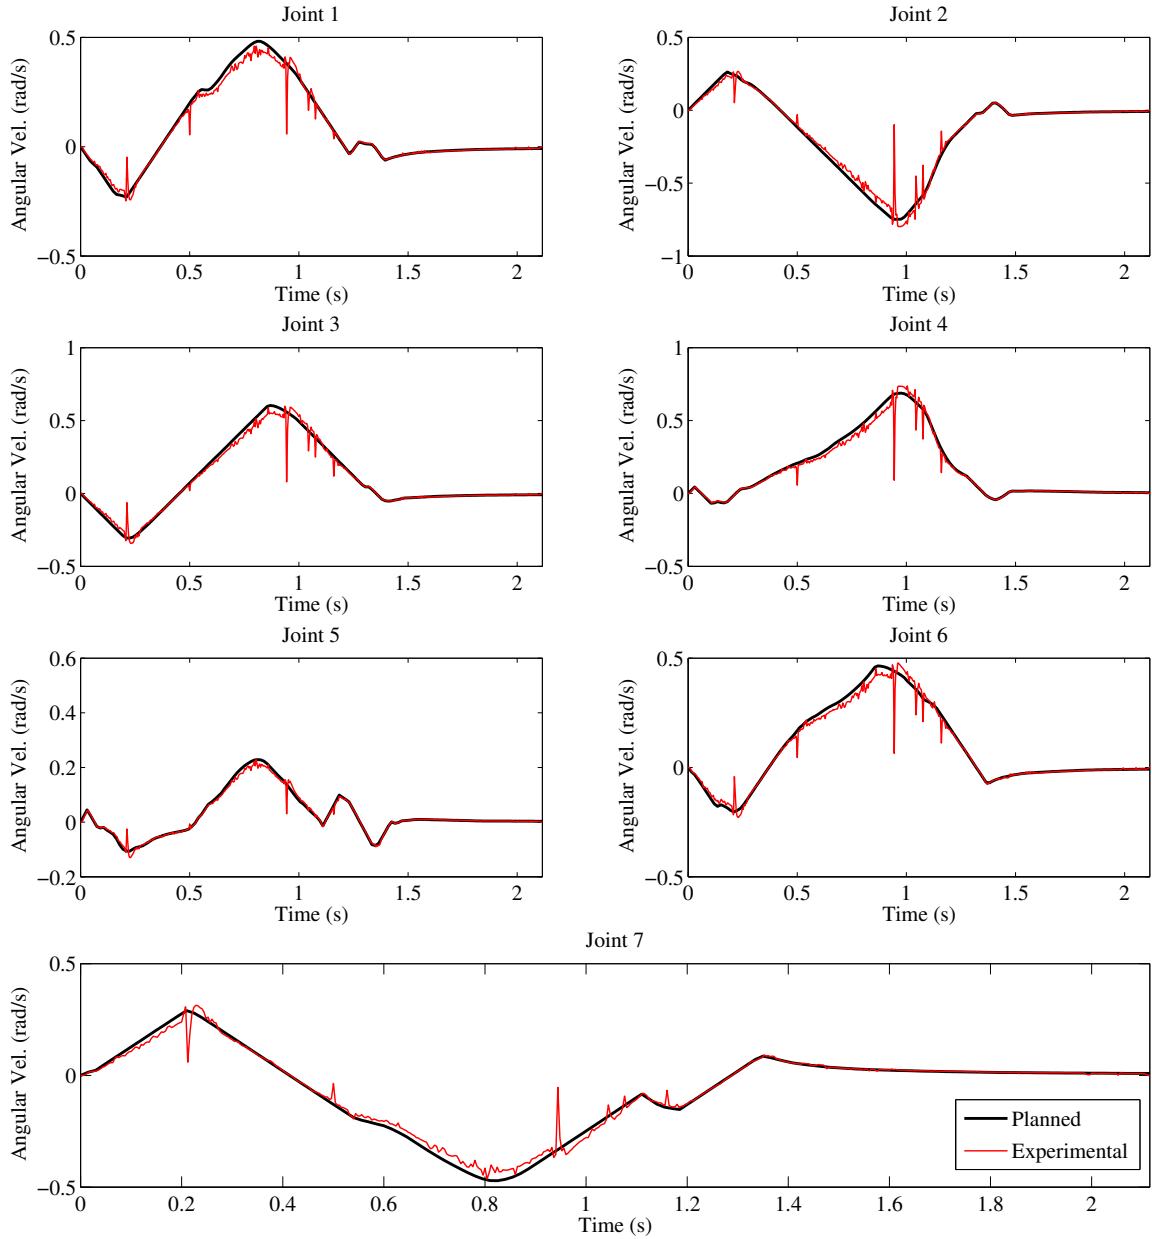 Joint 1
Angular Vel. (rad/s)
0.5
0
−0.5
0 0.5 1 1.5 2
Time (s)
Joint 2
Angular Vel. (rad/s)
1
0
−0.5
−1
0 0.5 1 1.5 2
Time (s)
Joint 3
Angular Vel. (rad/s)
1
0.5
0
−0.5
0 0.5 1 1.5 2
Time (s)
Joint 4
Angular Vel. (rad/s)
1
0.5
0
−0.5
0 0.5 1 1.5 2
Time (s)
Joint 5
Angular Vel. (rad/s)
0.6
0.4
0.2
0
−0.2
0 0.5 1 1.5 2
Time (s)
Joint 6
Angular Vel. (rad/s)
0.5
0
−0.5
0 0.5 1 1.5 2
Time (s)
Joint 7
Angular Vel. (rad/s)
0.5
0
−0.5
0 0.2 0.4 0.6 0.8 1 1.2 1.4 1.6 1.8 2
Time (s)
Planned
Experimental